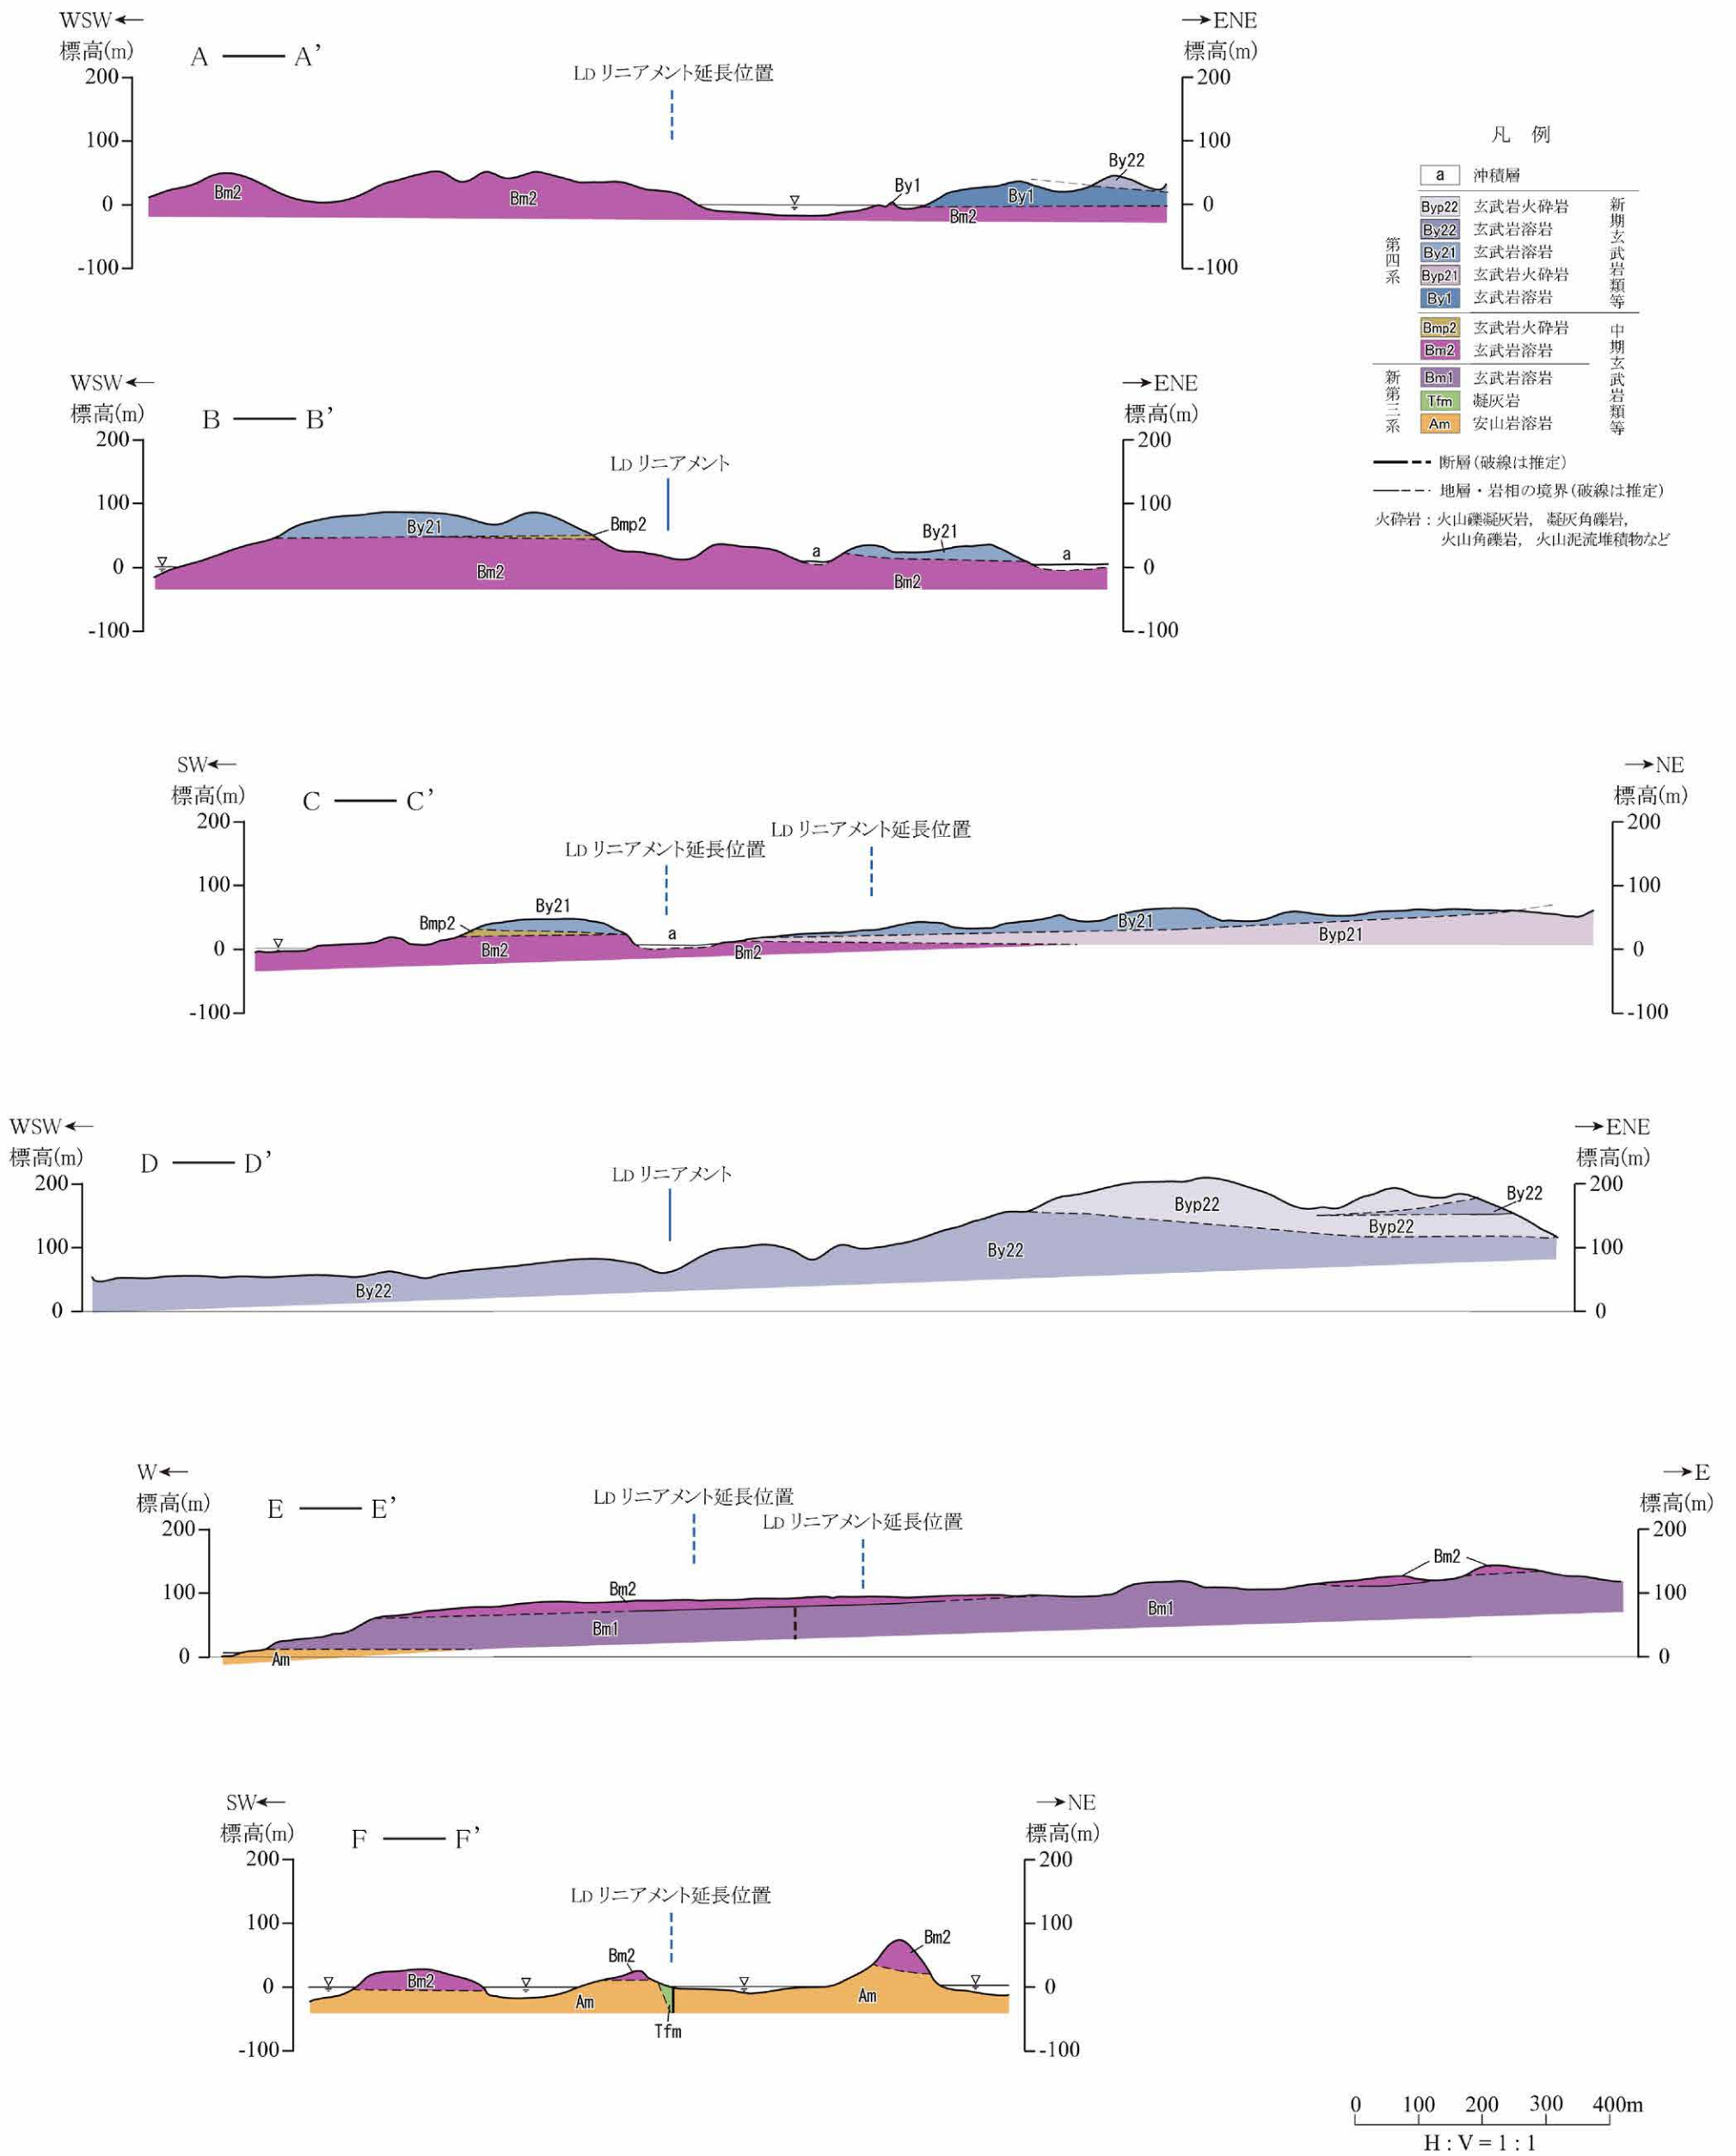 WSW← →ENE
標高(m) A —— A’ 標高(m)
LD リニアメント延長位置
200 200
100 100
By22
By1
Bm2 Bm2 By1
0 0
Bm2
-100 -100
凡 例
a 沖積層
Byp22 玄武岩火砕岩
By22 玄武岩溶岩
By21 玄武岩溶岩
Byp21 玄武岩火砕岩
By1 玄武岩溶岩
Bmp2 玄武岩火砕岩
Bm2 玄武岩溶岩
Bm1 玄武岩溶岩
Tfm 凝灰岩
Am 安山岩溶岩
第四系
新第三系
新期玄武岩類等
中期玄武岩類等
断層(破線は推定)
地層・岩相の境界(破線は推定)
火砕岩:火山礫凝灰岩, 凝灰角礫岩,
火山角礫岩, 火山泥流堆積物など
WSW← →ENE
標高(m) B —— B’ 標高(m)
200 200
LD リニアメント
100 100
By21 Bmp2 By21
a a
0 0
Bm2 Bm2
-100 -100
SW← →NE
標高(m) C —— C’ 標高(m)
200 200
LD リニアメント延長位置
LD リニアメント延長位置
100 100
By21
Bmp2 By21
a Byp21
0 0
Bm2 Bm2
-100 -100
WSW← →ENE
標高(m) D —— D’ 標高(m)
LD リニアメント
200 200
By22
Byp22
Byp22
100 100
By22
By22
0 0
W← →E
標高(m) E —— E’ 標高(m)
LD リニアメント延長位置
LD リニアメント延長位置
200 200
Bm2
100 100
Bm2
Bm1 Bm1
0 0
Am
SW← →NE
標高(m) F —— F’ 標高(m)
200 200
LD リニアメント延長位置
100 100
Bm2
Bm2
Bm2
0 0
Am Am
Tfm
-100 -100
0 100 200 300 400m
H : V = 1 : 1